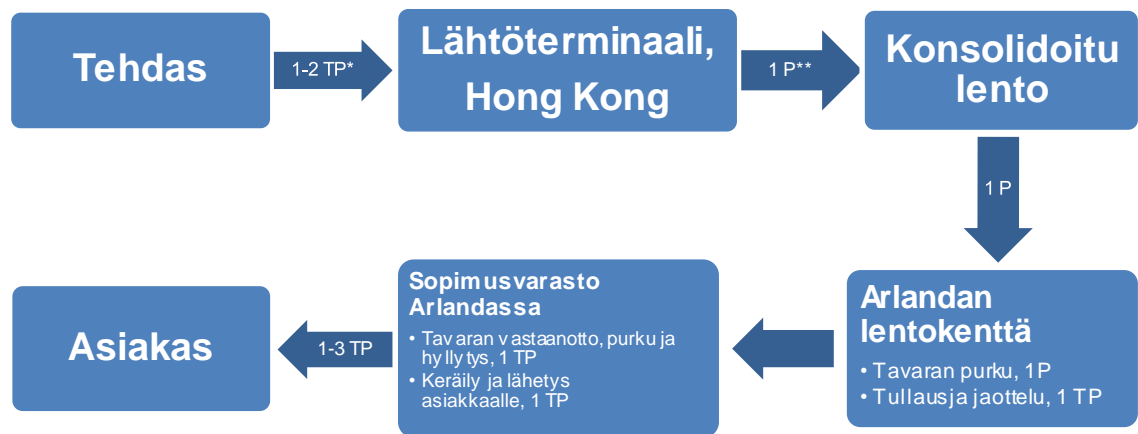 Tehdas
1-2 TP*
Lähtöterminaali,
Hong Kong
1 P**
Konsolidoitu
lento
1 P
Arlandan
lentokenttä
• Tavaran purku, 1P
• Tullaus ja jaottelu, 1 TP
Sopimusvarasto
Arlandassa
• Tavaran vastaanotto, purku ja
hyllytys, 1 TP
• Keräily ja lähetys
asiakkaalle, 1 TP
1-3 TP
Asiakas